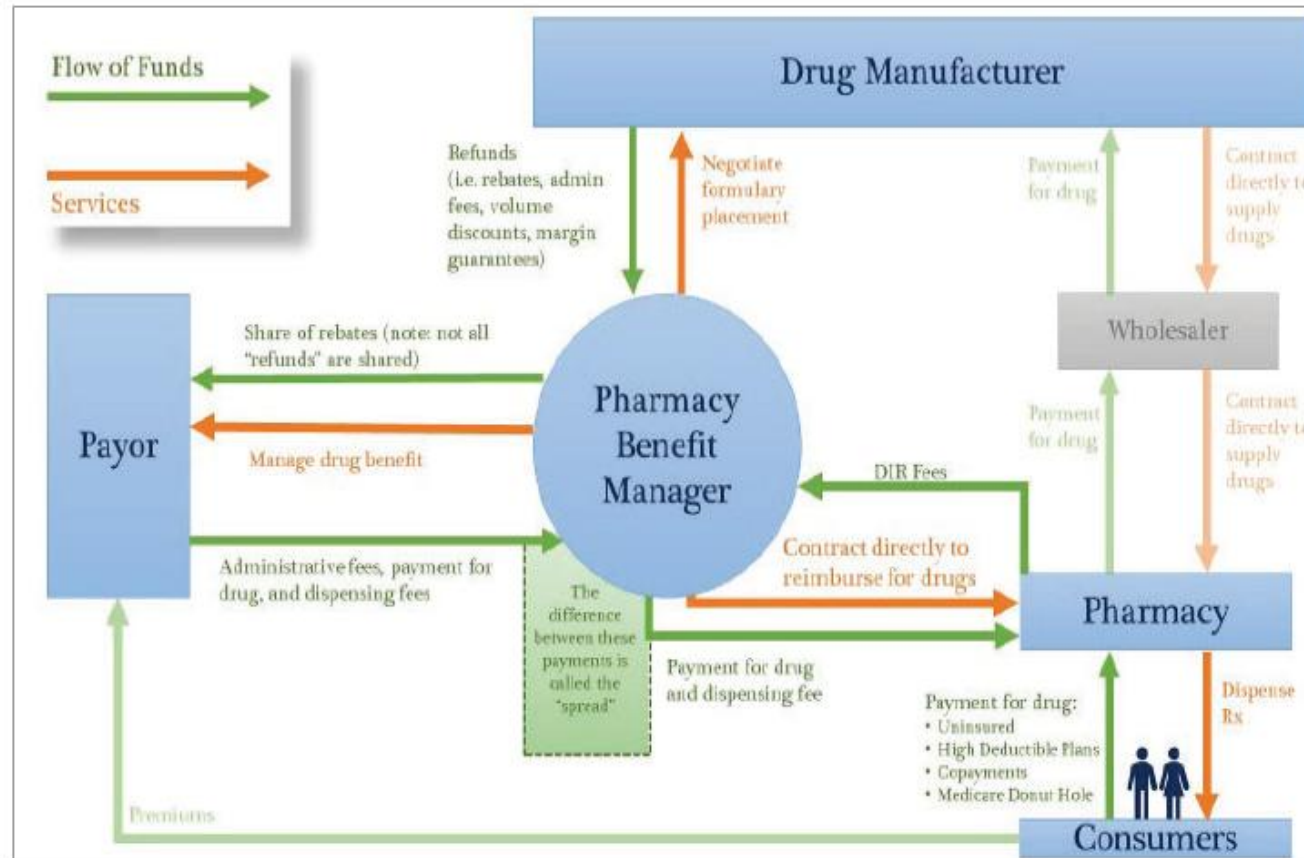 Flow of Funds
Services
Drug Manufacturer
Refunds
(i.e. rebates, admin
fees, volume
discounts, margin
guarantees)
Negotiate
formulary
placement
Payment
for drug
Contract
directly to
supply
drugs
Wholesaler
Share of rebates (note: not all
"refunds" are shared)
Payor
Manage drug benefit
Pharmacy
Benefit
Manager
Payment
for drug
Contract
directly to
supply
drugs
DIR Fees
Administrative fees, payment for
drug, and dispensing fees
The
difference
between these
payments is
called the
"spread"
Contract directly to
reimburse for drugs
Payment for drug
and dispensing fee
Pharmacy
Payment for drug:
• Uninsured
• High Deductible Plans
• Copayments
• Medicare Donut Hole
Dispense
Rx
Premiums
Consumers